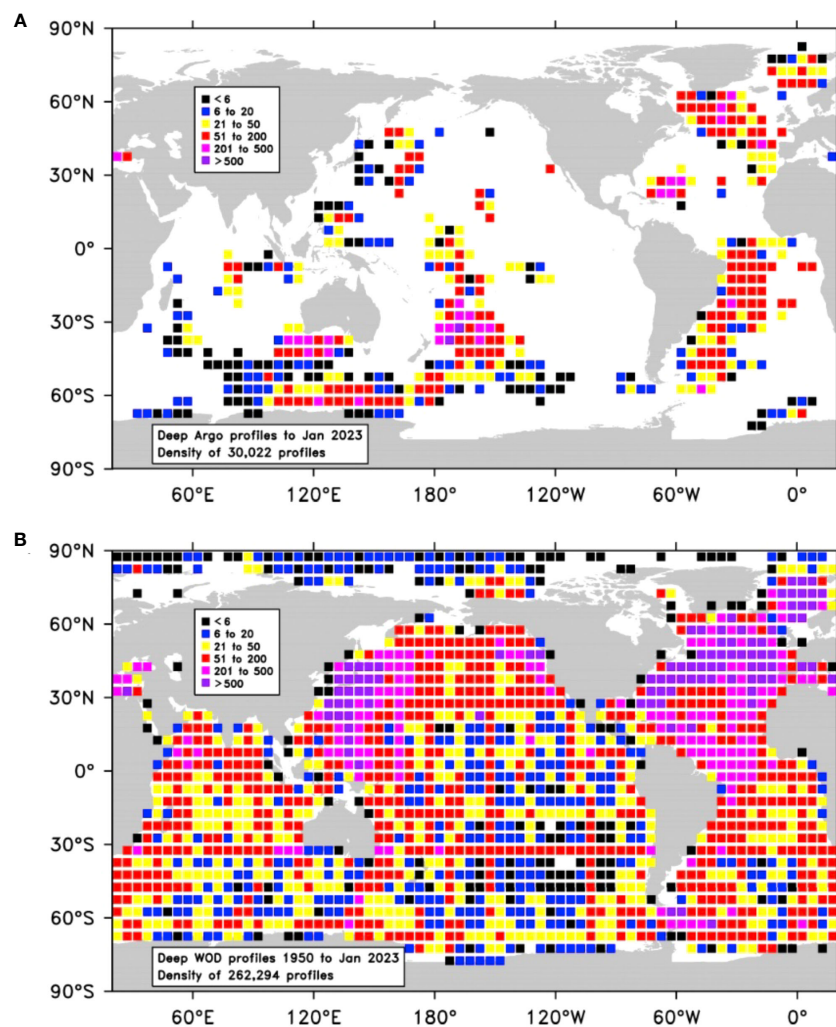 A
90°N
60°N
30°N
0°
30°S
60°S
90°S
< 6
6 to 20
21 to 50
51 to 200
201 to 500
> 500
Deep Argo profiles to Jan 2023
Density of 30,022 profiles
60°E
120°E
180°
120°W
60°W
0°
B
90°N
60°N
30°N
0°
30°S
60°S
90°S
< 6
6 to 20
21 to 50
51 to 200
201 to 500
> 500
Deep WOD profiles 1950 to Jan 2023
Density of 262,294 profiles
60°E
120°E
180°
120°W
60°W
0°